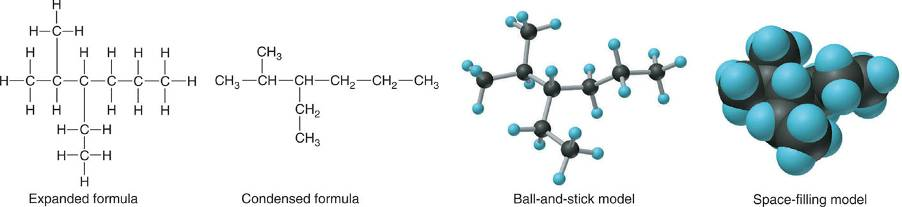 H
H—C—H
H H H H H
H—C—C—C—C—C—C—H
H H H H H
H—C—H
H—C—H
H
Expanded formula
CH3
CH3—CH—CH—CH2—CH2—CH3
CH2
CH3
Condensed formula
Ball-and-stick model
Space-filling model